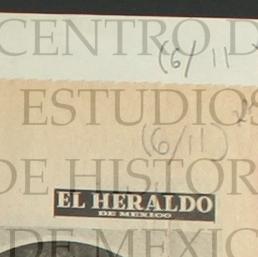 CENTRO D
(6/11
ESTUDIOS
(6/11)
DE HISTOR
EL HERALDO
DE MEXICO
DE MEXIC